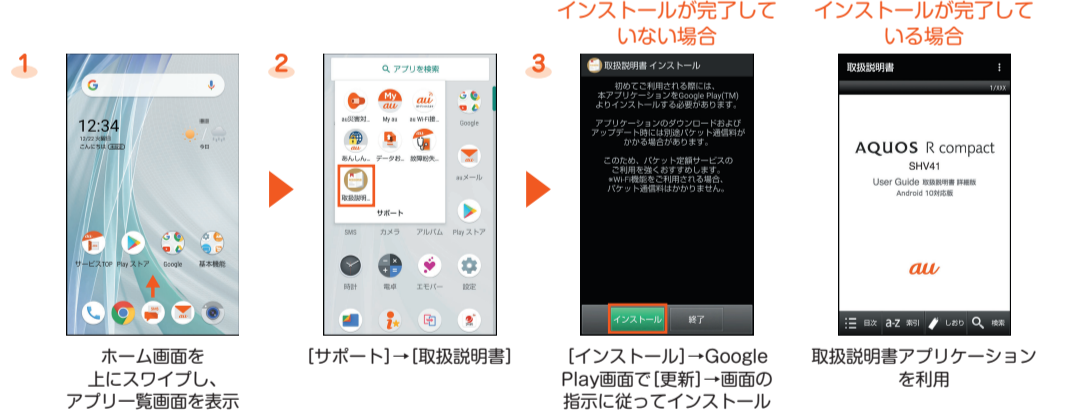 インストールが完了して
いない場合
インストールが完了して
いる場合
1
12:34
12/22 火曜日
今日
サービスTOP Play ストア Google 基本機能
ホーム画面を
上にスワイプし、
アプリ一覧画面を表示
2
アプリを検索
My
au
au
au災害対... My au au Wi-Fi接...
Google
あんしん... データお... 故障紛失...
auメール
取扱説明...
サポート
SMS カメラ アルバム Play ストア
時計 電卓 エモパー 設定
[サポート]→[取扱説明書]
3
取扱説明書 インストール
初めてご利用される際には、
本アプリケーションをGoogle Play(TM)
よりインストールする必要があります。
アプリケーションのダウンロードおよび
アップデート時には別途パケット通信料が
かかる場合があります。
このため、パケット定額サービスの
ご利用を強くおすすめします。
*Wi-Fi機能をご利用される場合、
パケット通信料はかかりません。
インストール 終了
[インストール]→Google
Play画面で[更新]→画面の
指示に従ってインストール
取扱説明書
1/XXX
AQUOS R compact
SHV41
User Guide 取扱説明書 詳細版
Android 10対応版
au
目次 a-z 索引 しおり 検索
取扱説明書アプリケーション
を利用